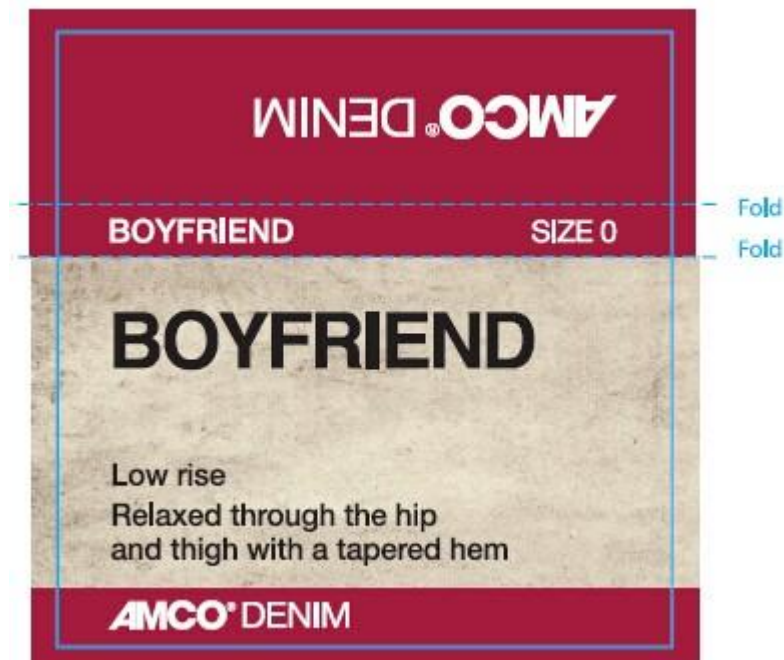 AMCO® DENIM
Fold
BOYFRIEND SIZE 0
Fold
BOYFRIEND
Low rise
Relaxed through the hip
and thigh with a tapered hem
AMCO® DENIM